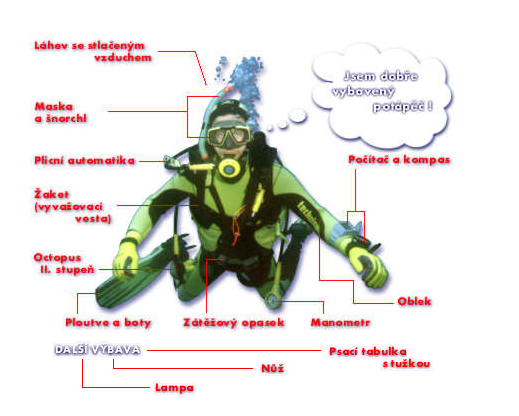 Láhev se stlačeným
vzduchem
Jsem dobře
vybavený
potápěč !
Maska
a šnorchl
Plicní automatika
Počítač a kompas
Žaket
(vyvažovací
vesta)
technisub
Octopus
II. stupeň
Oblek
Ploutve a boty
Zátěžový opasek
Manometr
DALŠÍ VÝBAVA
Psací tabulka
s tužkou
Nůž
Lampa